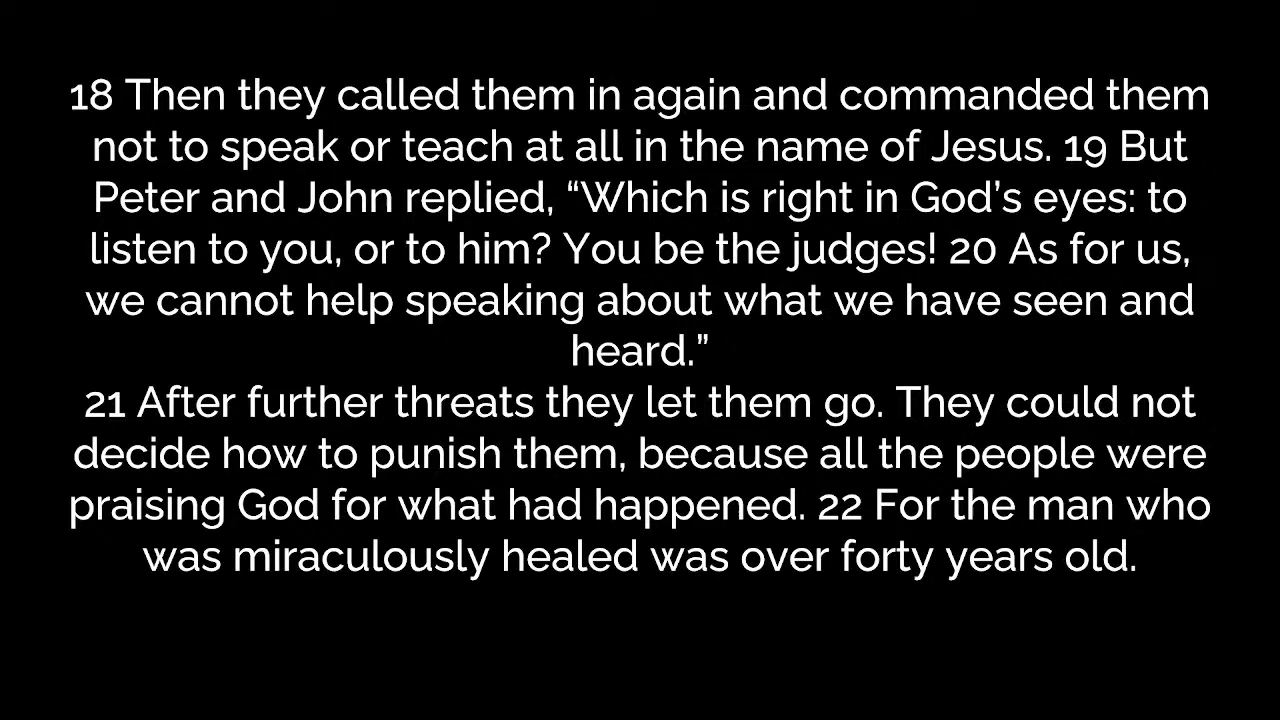 18 Then they called them in again and commanded them
not to speak or teach at all in the name of Jesus. 19 But
Peter and John replied, “Which is right in God’s eyes: to
listen to you, or to him? You be the judges! 20 As for us,
we cannot help speaking about what we have seen and
heard.”
21 After further threats they let them go. They could not
decide how to punish them, because all the people were
praising God for what had happened. 22 For the man who
was miraculously healed was over forty years old.